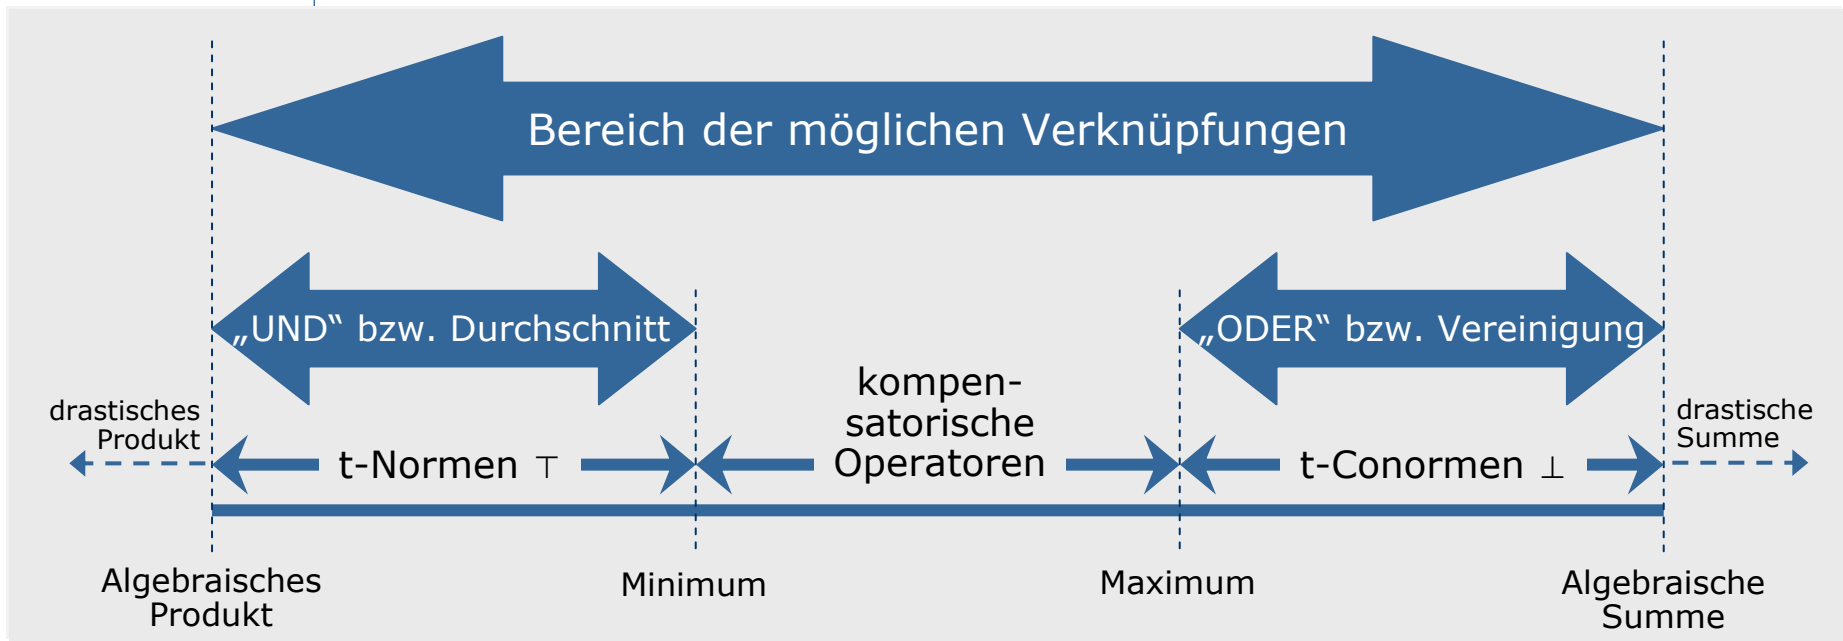 Bereich der möglichen Verknüpfungen
„UND“ bzw. Durchschnitt
„ODER“ bzw. Vereinigung
drastisches
Produkt
t-Normen ⊤
kompen-
satorische
Operatoren
t-Conormen ⊥
drastische
Summe
Algebraisches
Produkt
Minimum
Maximum
Algebraische
Summe